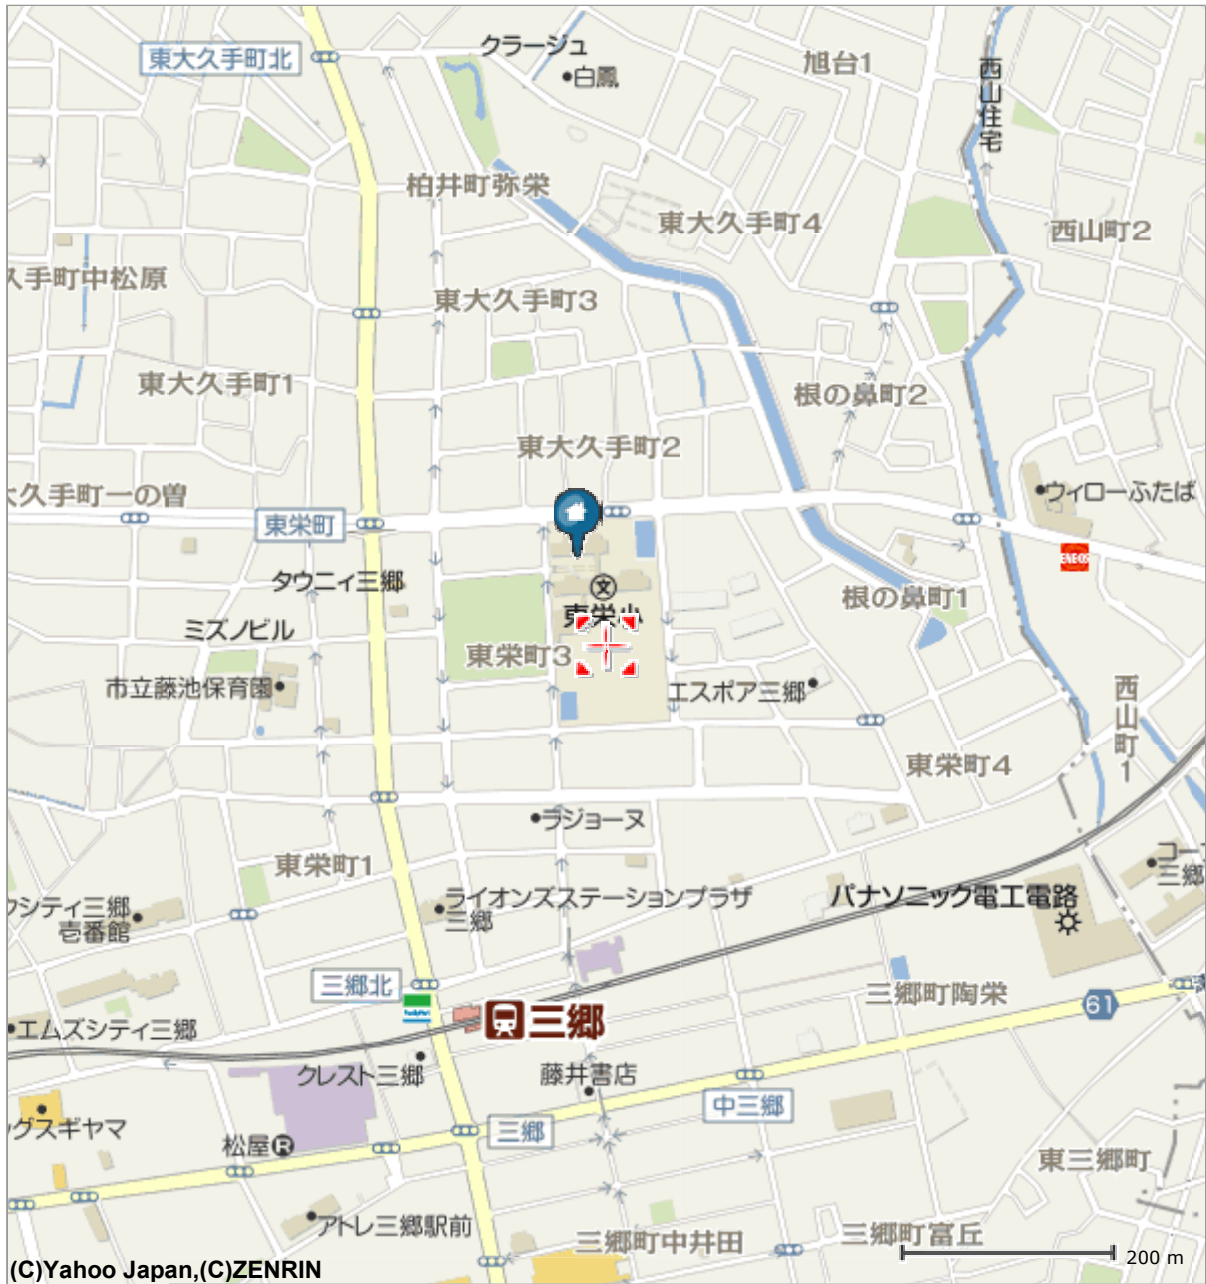 クラージュ
東大久手町北
旭台1
白鳳
西山住宅
柏井町弥栄
東大久手町4
西山町2
久手町中松原
東大久手町3
東大久手町1
根の鼻町2
東大久手町2
大久手町一の曽
ウィローふたば
東栄町
ENEOS
タウニィ三郷
文
根の鼻町1
東栄小
ミズノビル
東栄町3
市立藤池保育園
エスポア三郷
西山町1
東栄町4
ラジョーヌ
東栄町1
コー
三郷
ライオンズステーションプラザ
三郷
パナソニック電工電路
ウシティ三郷
壱番館
三郷北
三郷町陶栄
61
FamilyMart
三郷
エムズシティ三郷
クレスト三郷
藤井書店
中三郷
ッグスギヤマ
三郷
松屋R
東三郷町
アトレ三郷駅前
三郷町中井田
三郷町富丘
200 m
(C)Yahoo Japan,(C)ZENRIN